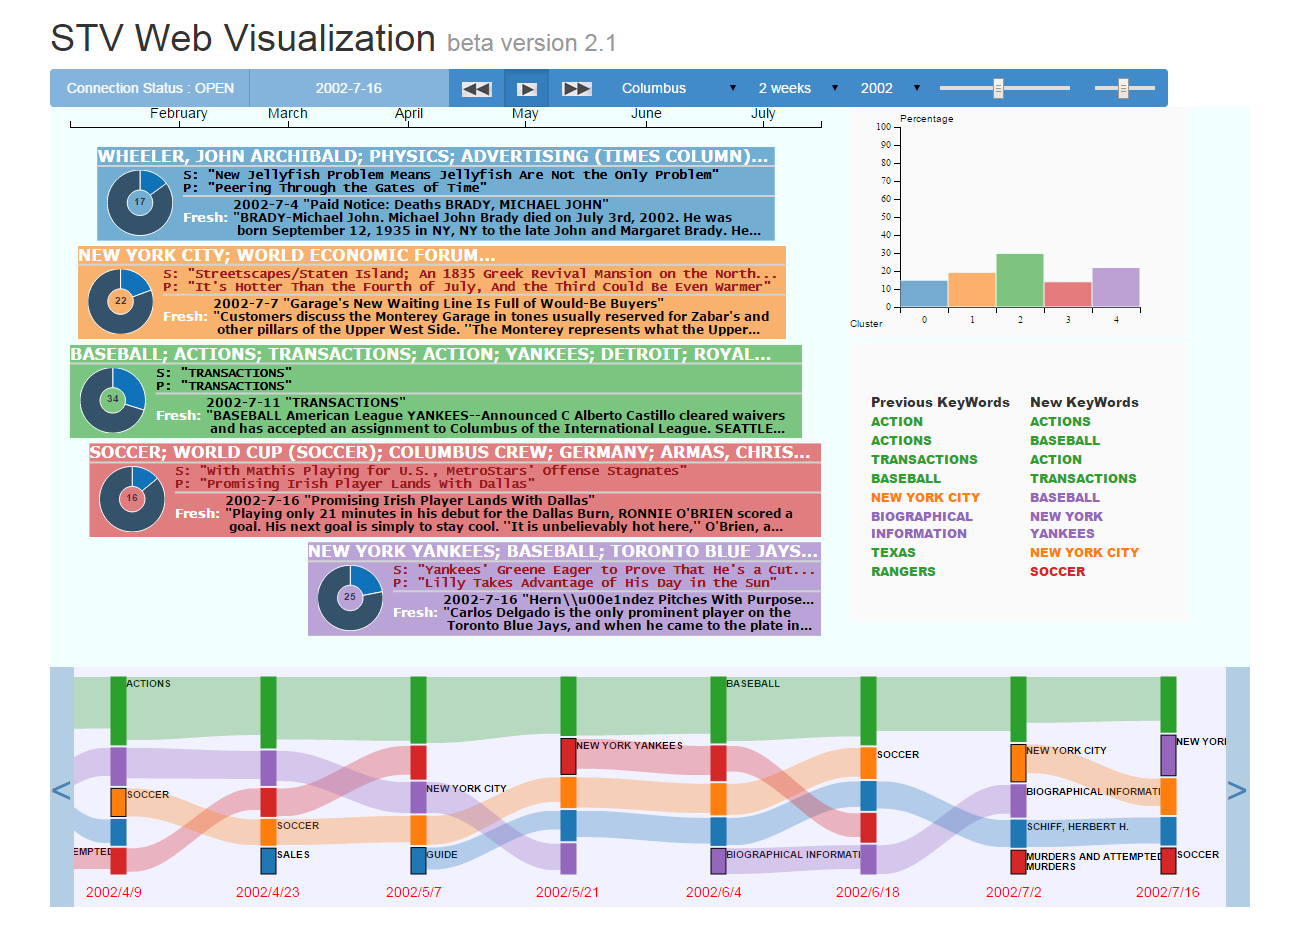 STV Web Visualization beta version 2.1
Connection Status : OPEN 2002-7-16 Columbus 2 weeks 2002
February March April May June July
WHEELER, JOHN ARCHIBALD; PHYSICS; ADVERTISING (TIMES COLUMN)...
17
S: "New Jellyfish Problem Means Jellyfish Are Not the Only Problem"
P: "Peering Through the Gates of Time"
2002-7-4 "Paid Notice: Deaths BRADY, MICHAEL JOHN"
Fresh: "BRADY-Michael John. Michael John Brady died on July 3rd, 2002. He was
born September 12, 1935 in NY, NY to the late John and Margaret Brady. He...
NEW YORK CITY; WORLD ECONOMIC FORUM...
22
S: "Streetscapes/Staten Island; An 1835 Greek Revival Mansion on the North...
P: "It's Hotter Than the Fourth of July, And the Third Could Be Even Warmer"
2002-7-7 "Garage's New Waiting Line Is Full of Would-Be Buyers"
Fresh: "Customers discuss the Monterey Garage in tones usually reserved for Zabar's and
other pillars of the Upper West Side. ''The Monterey represents what the Upper...
BASEBALL; ACTIONS; TRANSACTIONS; ACTION; YANKEES; DETROIT; ROYAL...
34
S: "TRANSACTIONS"
P: "TRANSACTIONS"
2002-7-11 "TRANSACTIONS"
Fresh: "BASEBALL American League YANKEES--Announced C Alberto Castillo cleared waivers
and has accepted an assignment to Columbus of the International League. SEATTLE...
SOCCER; WORLD CUP (SOCCER); COLUMBUS CREW; GERMANY; ARMAS, CHRIS...
16
S: "With Mathis Playing for U.S., MetroStars' Offense Stagnates"
P: "Promising Irish Player Lands With Dallas"
2002-7-16 "Promising Irish Player Lands With Dallas"
Fresh: "Playing only 21 minutes in his debut for the Dallas Burn, RONNIE O'BRIEN scored a
goal. His next goal is simply to stay cool. ''It is unbelievably hot here,'' O'Brien, a...
NEW YORK YANKEES; BASEBALL; TORONTO BLUE JAYS...
25
S: "Yankees' Greene Eager to Prove That He's a Cut...
P: "Lilly Takes Advantage of His Day in the Sun"
2002-7-16 "Hern\\u00e1ndez Pitches With Purpose...
Fresh: "Carlos Delgado is the only prominent player on the
Toronto Blue Jays, and when he came to the plate in...
Percentage
100
90
80
70
60
50
40
30
20
10
0
Cluster 0 1 2 3 4
Previous KeyWords New KeyWords
ACTION ACTIONS
ACTIONS BASEBALL
TRANSACTIONS ACTION
BASEBALL TRANSACTIONS
NEW YORK CITY BASEBALL
BIOGRAPHICAL NEW YORK
INFORMATION YANKEES
TEXAS NEW YORK CITY
RANGERS SOCCER
< >
ACTIONS BASEBALL
NEW YORK YANKEES SOCCER NEW YORK CITY NEW YOR
SOCCER NEW YORK CITY BIOGRAPHICAL INFORMATI
SOCCER SCHIFF, HERBERT H.
EMPTED SALES GUIDE BIOGRAPHICAL INFORMATI MURDERS AND ATTEMPTED SOCCER
MURDERS
2002/4/9 2002/4/23 2002/5/7 2002/5/21 2002/6/4 2002/6/18 2002/7/2 2002/7/16